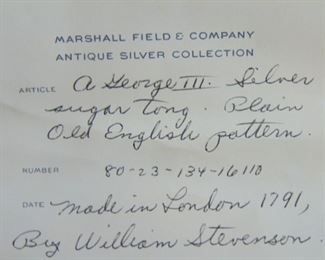 MARSHALL FIELD & COMPANY
ANTIQUE SILVER COLLECTION
ARTICLE A George III. Silver
sugar tong. Plain
Old English pattern.
NUMBER 80-23-134-16110
DATE Made in London 1791,
By William Stevenson.